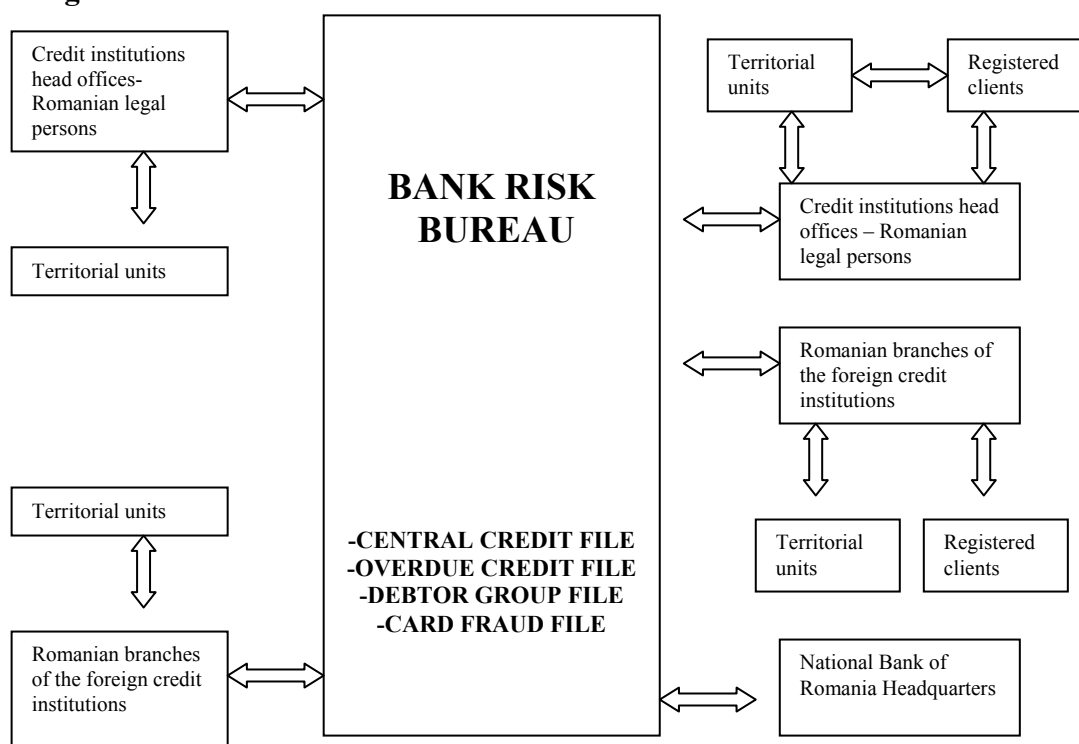 Credit institutions
head offices-
Romanian legal
persons
Territorial units
Territorial units
Romanian branches
of the foreign credit
institutions
BANK RISK
BUREAU
-CENTRAL CREDIT FILE
-OVERDUE CREDIT FILE
-DEBTOR GROUP FILE
-CARD FRAUD FILE
Territorial
units
Registered
clients
Credit institutions head
offices – Romanian
legal persons
Romanian branches of
the foreign credit
institutions
Territorial
units
Registered
clients
National Bank of
Romania Headquarters